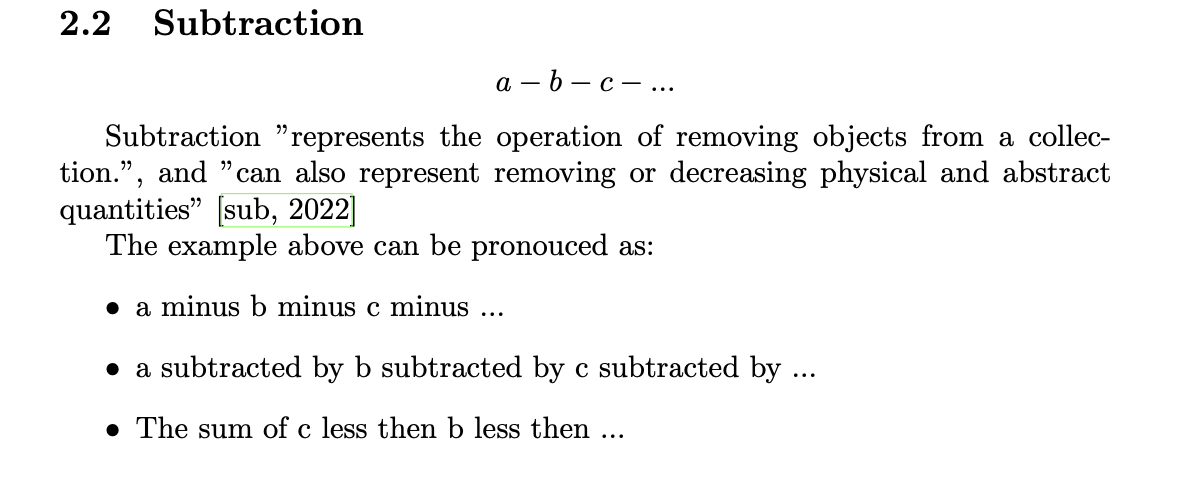 2.2 Subtraction
a − b − c − ...
Subtraction ”represents the operation of removing objects from a collec-
tion.”, and ”can also represent removing or decreasing physical and abstract
quantities” [sub, 2022]
The example above can be pronouced as:
• a minus b minus c minus ...
• a subtracted by b subtracted by c subtracted by ...
• The sum of c less then b less then ...